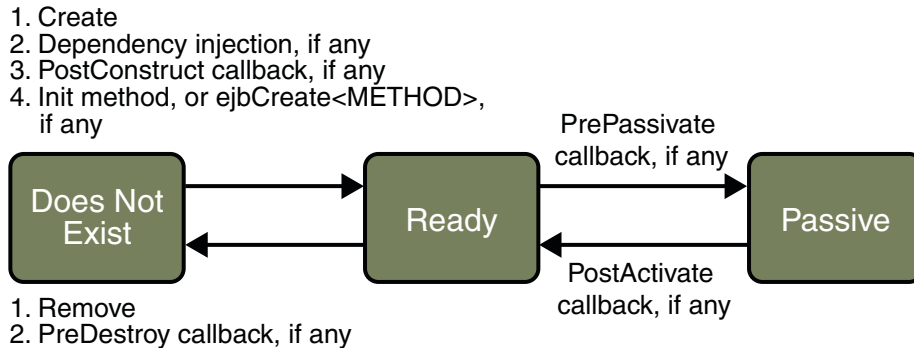 1. Create
2. Dependency injection, if any
3. PostConstruct callback, if any
4. Init method, or ejbCreate<METHOD>,
if any
PrePassivate
callback, if any
Does Not
Exist
Ready
Passive
PostActivate
callback, if any
1. Remove
2. PreDestroy callback, if any